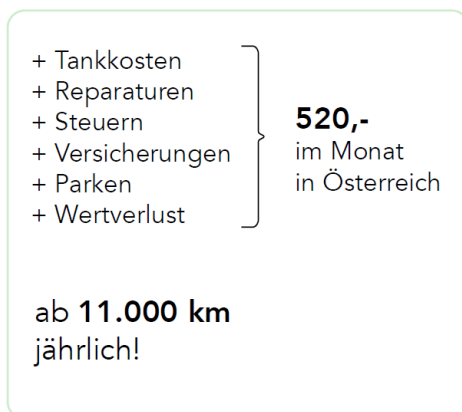 + Tankkosten
+ Reparaturen
+ Steuern
+ Versicherungen
+ Parken
+ Wertverlust
520,-
im Monat
in Österreich
ab 11.000 km
jährlich!